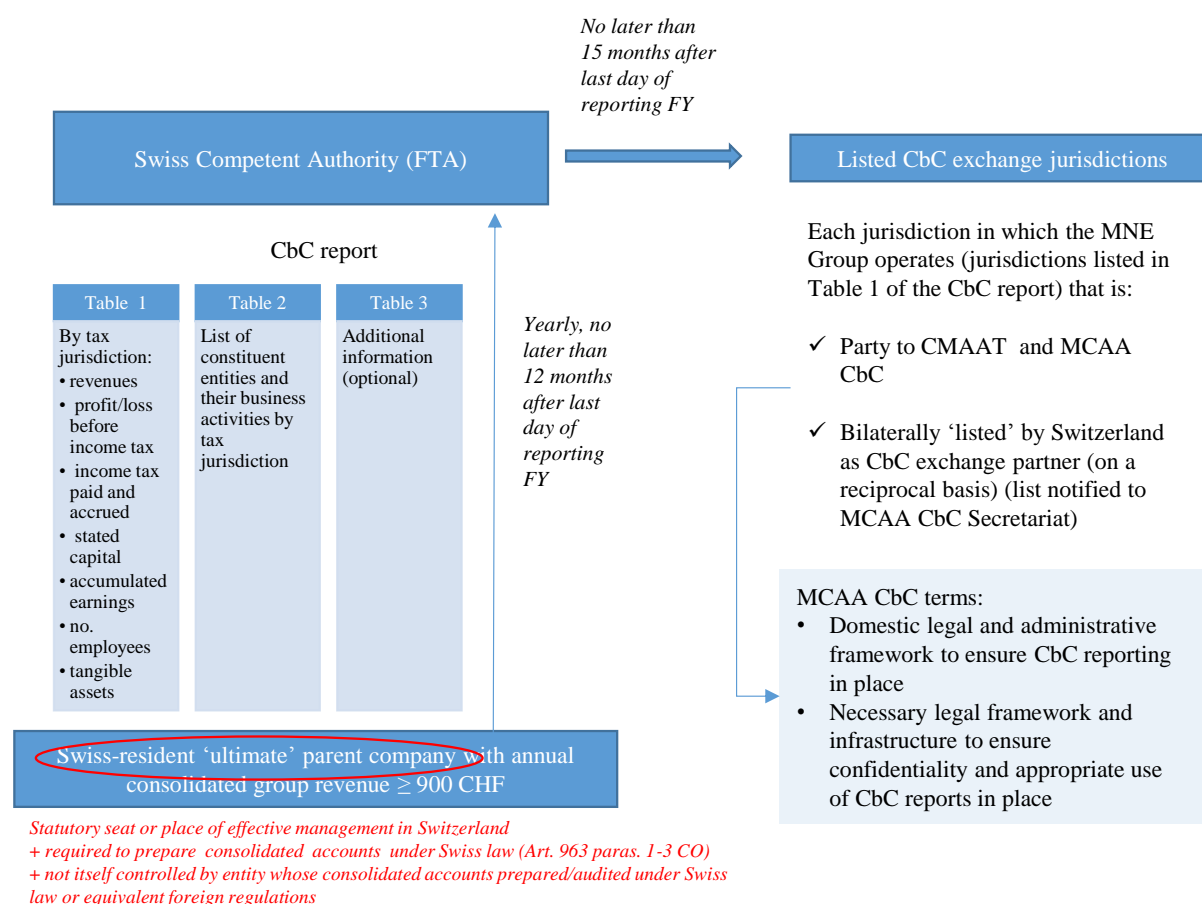 No later than
15 months after
last day of
reporting FY
Swiss Competent Authority (FTA)
Listed CbC exchange jurisdictions
CbC report
Table 1
By tax
jurisdiction:
• revenues
• profit/loss
before
income tax
• income tax
paid and
accrued
• stated
capital
• accumulated
earnings
• no.
employees
• tangible
assets
Table 2
List of
constituent
entities and
their business
activities by
tax
jurisdiction
Table 3
Additional
information
(optional)
Yearly, no
later than
12 months
after last
day of
reporting
FY
Each jurisdiction in which the MNE
Group operates (jurisdictions listed in
Table 1 of the CbC report) that is:
✓ Party to CMAAT and MCAA
CbC
✓ Bilaterally ‘listed’ by Switzerland
as CbC exchange partner (on a
reciprocal basis) (list notified to
MCAA CbC Secretariat)
MCAA CbC terms:
• Domestic legal and administrative
framework to ensure CbC reporting
in place
• Necessary legal framework and
infrastructure to ensure
confidentiality and appropriate use
of CbC reports in place
Swiss-resident ‘ultimate’ parent company with annual
consolidated group revenue ≥ 900 CHF
Statutory seat or place of effective management in Switzerland
+ required to prepare consolidated accounts under Swiss law (Art. 963 paras. 1-3 CO)
+ not itself controlled by entity whose consolidated accounts prepared/audited under Swiss
law or equivalent foreign regulations